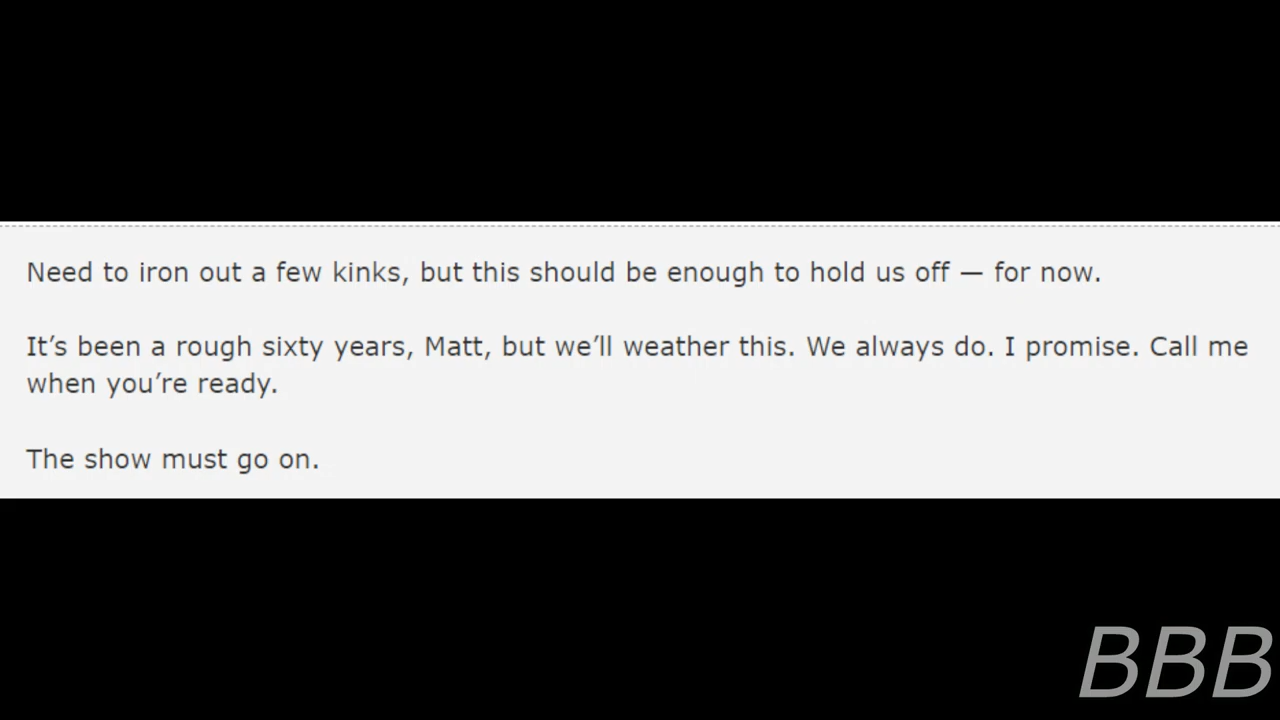 Need to iron out a few kinks, but this should be enough to hold us off — for now.
It’s been a rough sixty years, Matt, but we’ll weather this. We always do. I promise. Call me
when you’re ready.
The show must go on.
BBB